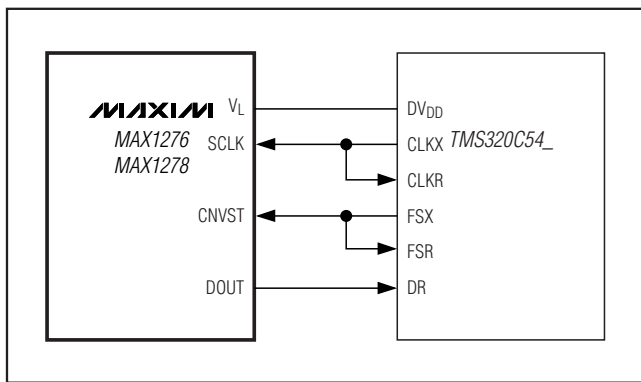 MAXIM
MAX1276
MAX1278
VL
SCLK
CNVST
DOUT
DVDD
CLKX
CLKR
FSX
FSR
DR
TMS320C54_